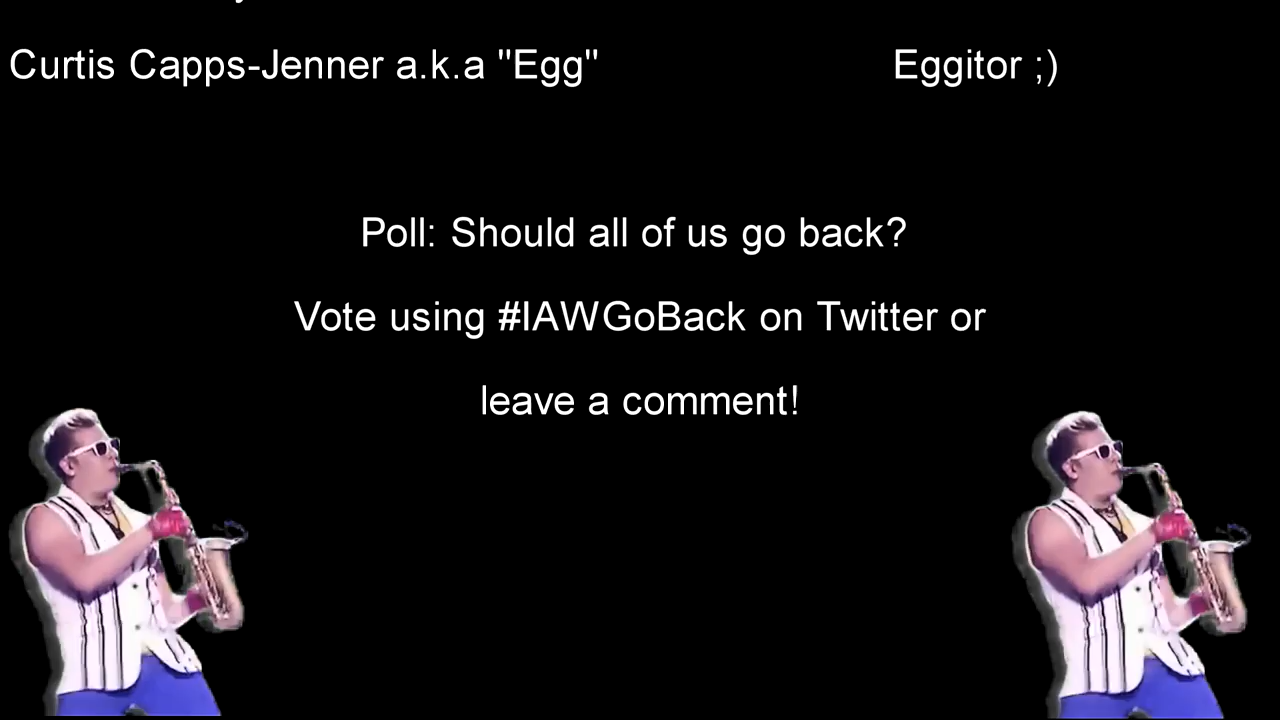 Curtis Capps-Jenner a.k.a "Egg" Eggitor ;)
Poll: Should all of us go back?
Vote using #IAWGoBack on Twitter or
leave a comment!